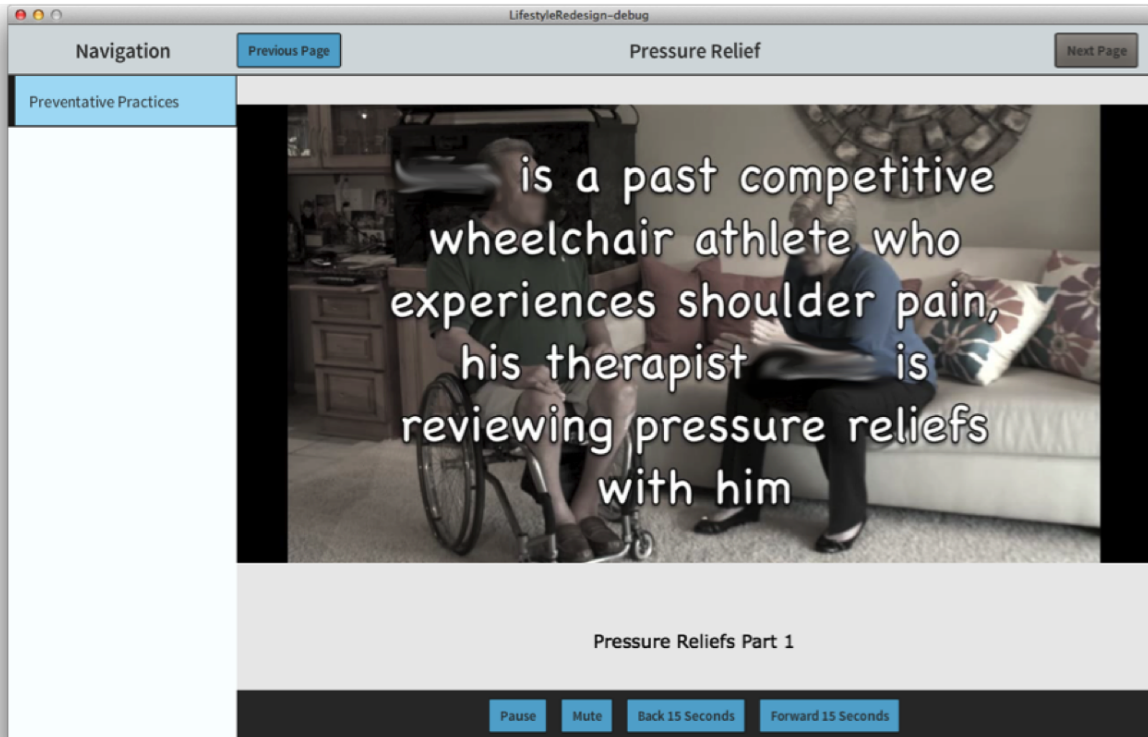 LifestyleRedesign-debug
Navigation
Previous Page
Pressure Relief
Next Page
Preventative Practices
is a past competitive
wheelchair athlete who
experiences shoulder pain,
his therapist is
reviewing pressure reliefs
with him
Pressure Reliefs Part 1
Pause
Mute
Back 15 Seconds
Forward 15 Seconds